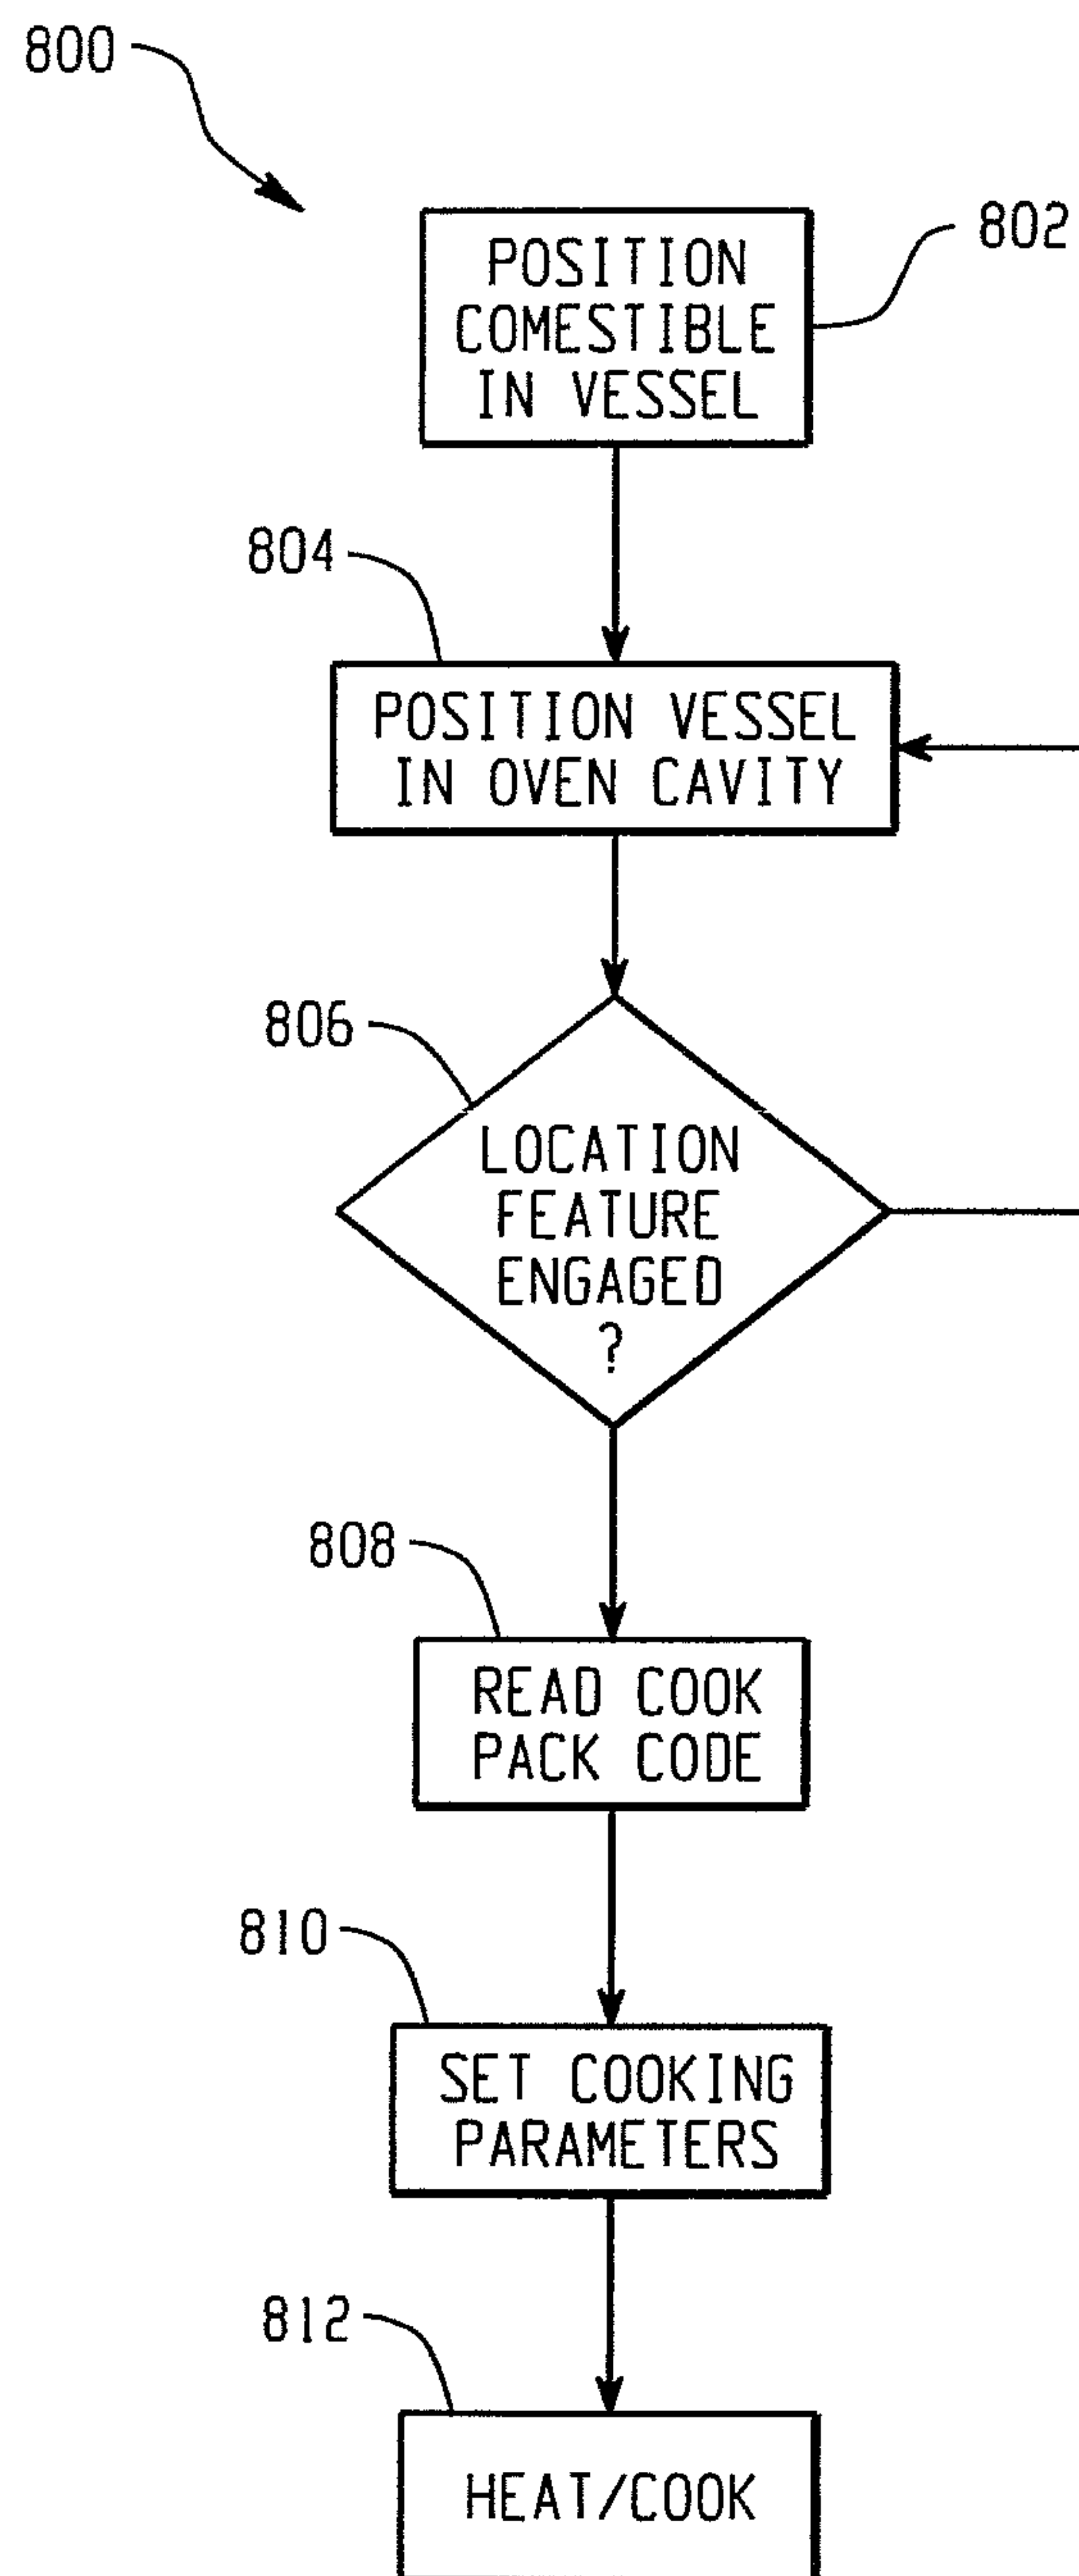 800
802
POSITION
COMESTIBLE
IN VESSEL
804
POSITION VESSEL
IN OVEN CAVITY
806
LOCATION
FEATURE
ENGAGED
?
808
READ COOK
PACK CODE
810
SET COOKING
PARAMETERS
812
HEAT/COOK